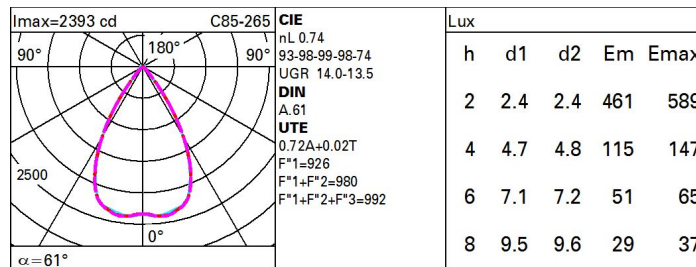 Imax=2393 cd C85-265
90° 180° 90°
2500
0°
α=61°
CIE
nL 0.74
93-98-99-98-74
UGR 14.0-13.5
DIN
A.61
UTE
0.72A+0.02T
F"1=926
F"1+F"2=980
F"1+F"2+F"3=992
Lux
h d1 d2 Em Emax
2 2.4 2.4 461 589
4 4.7 4.8 115 147
6 7.1 7.2 51 65
8 9.5 9.6 29 37